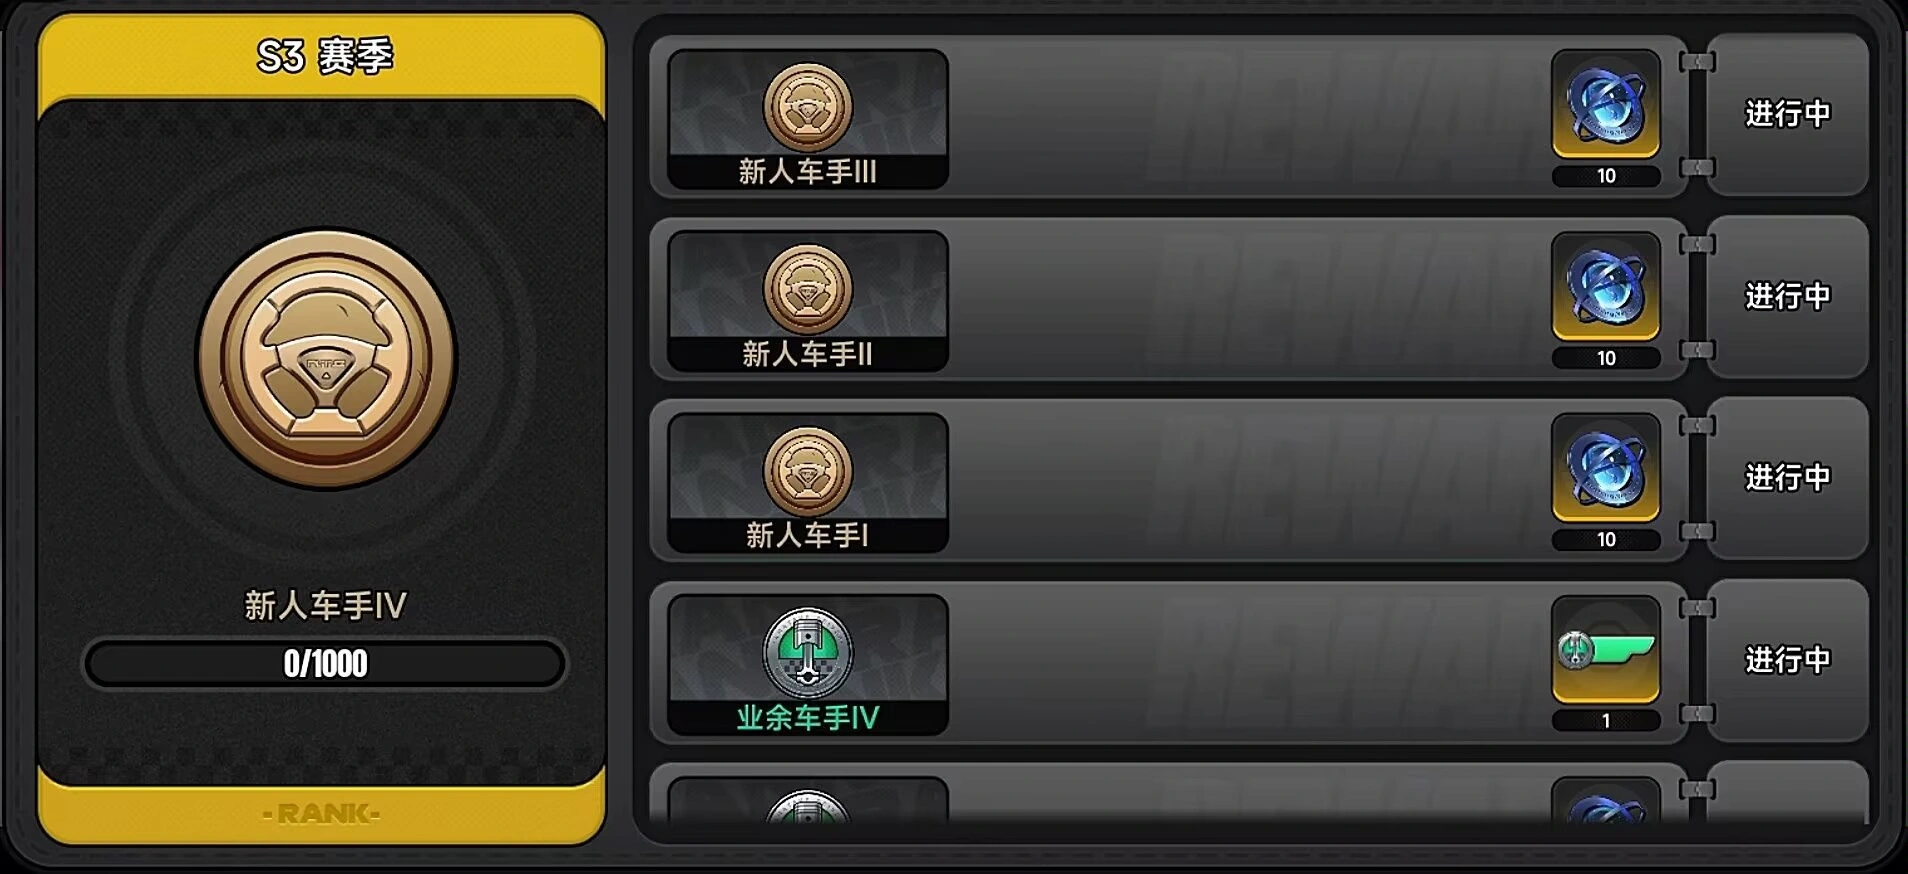 S3 赛季
新人车手IV
0/1000
-RANK-
新人车手III
10
进行中
新人车手II
10
进行中
新人车手I
10
进行中
业余车手IV
1
进行中